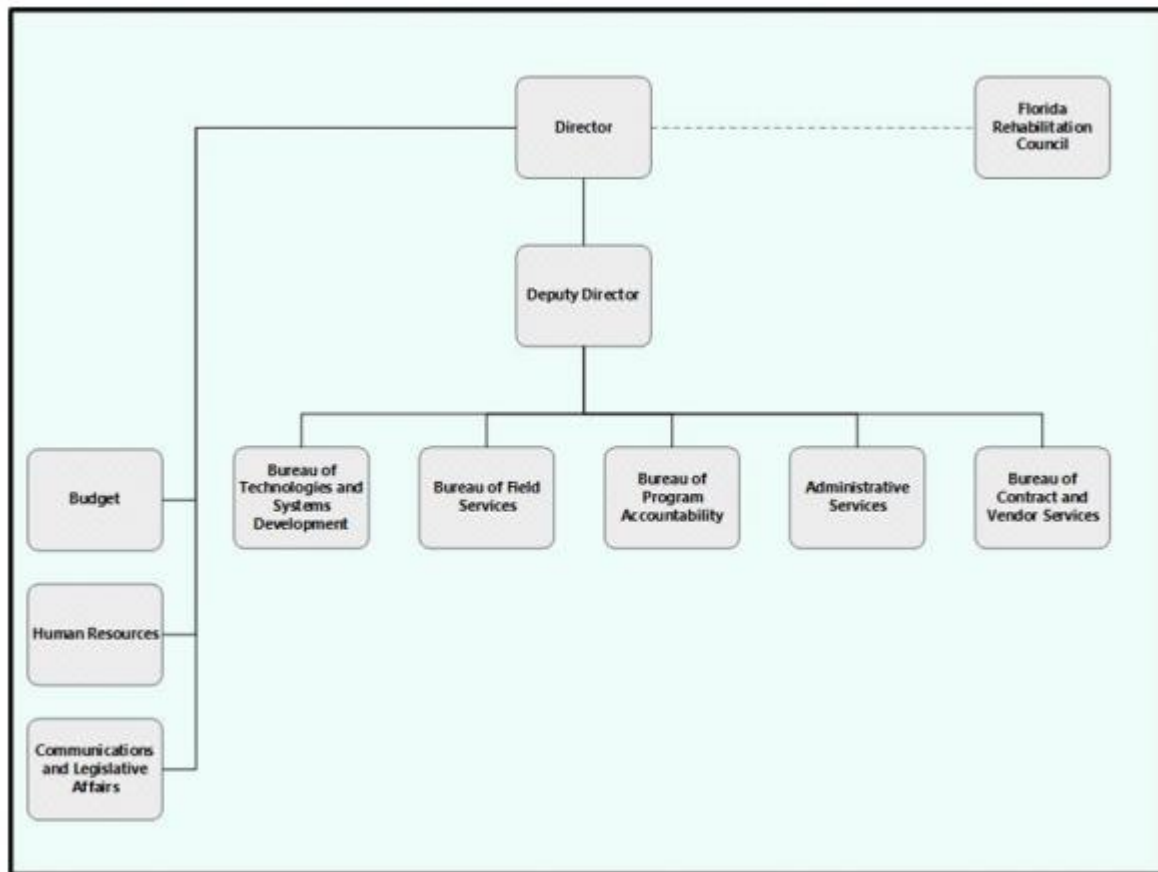 Director
Florida
Rehabilitation
Council
Deputy Director
Budget
Bureau of
Technologies and
Systems
Development
Bureau of Field
Services
Bureau of
Program
Accountability
Administrative
Services
Bureau of
Contract and
Vendor Services
Human Resources
Communications
and Legislative
Affairs